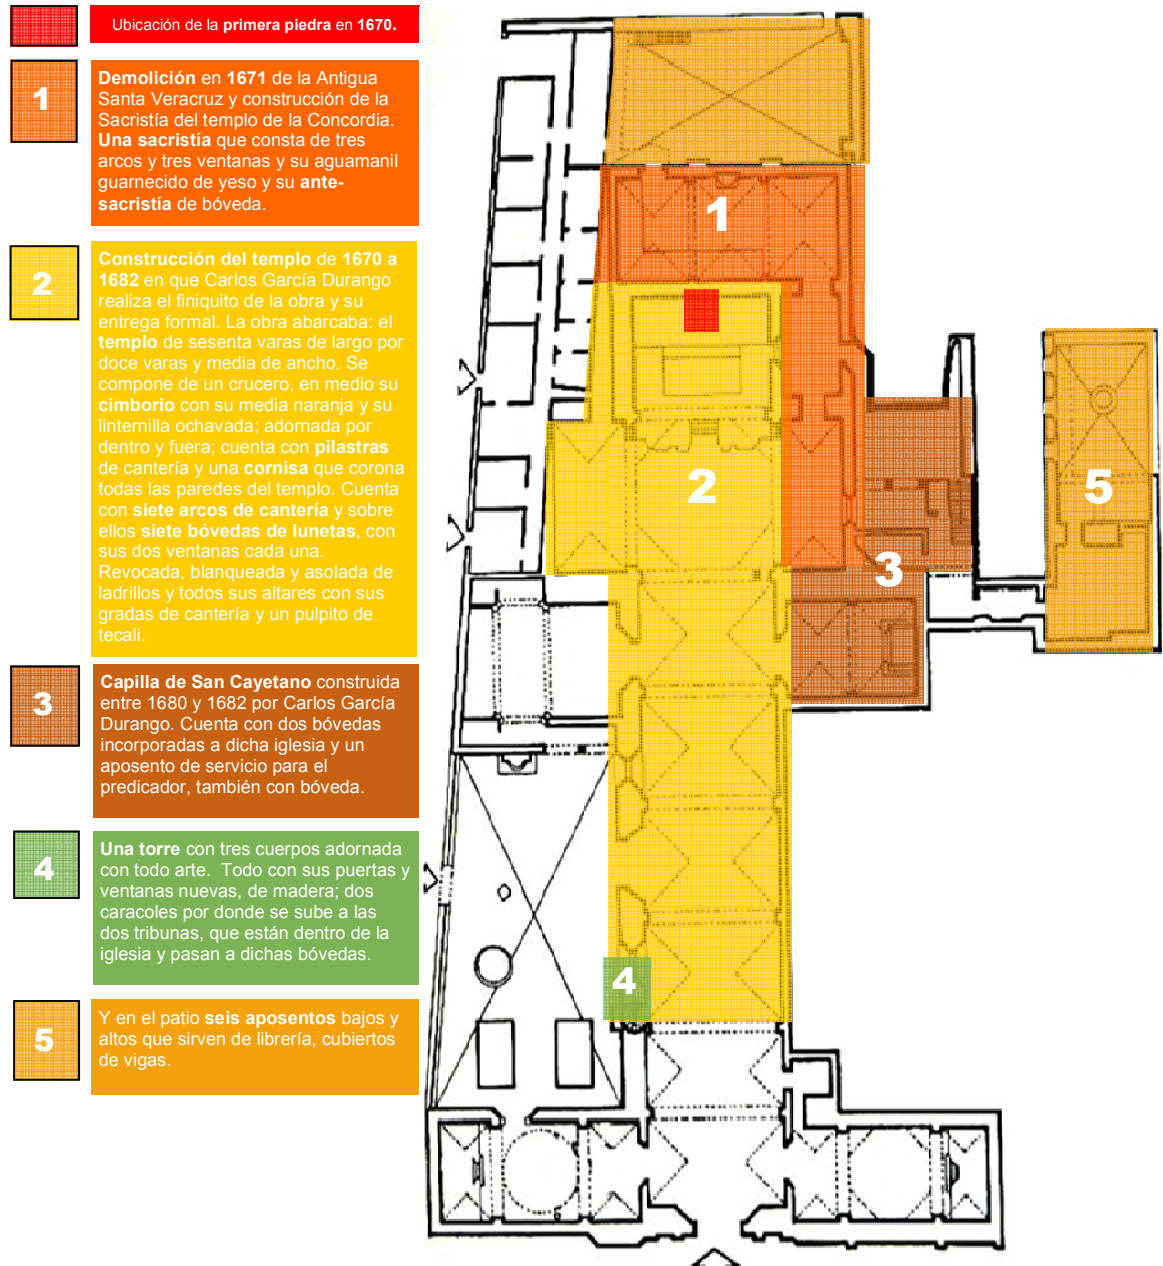 Ubicación de la primera piedra en 1670.
1
Demolición en 1671 de la Antigua
Santa Veracruz y construcción de la
Sacristía del templo de la Concordia.
Una sacristía que consta de tres
arcos y tres ventanas y su aguamanil
guarnecido de yeso y su ante-
sacristía de bóveda.
2
Construcción del templo de 1670 a
1682 en que Carlos García Durango
realiza el finiquito de la obra y su
entrega formal. La obra abarcaba: el
templo de sesenta varas de largo por
doce varas y media de ancho. Se
compone de un crucero, en medio su
cimborio con su media naranja y su
linternilla ochavada; adornada por
dentro y fuera; cuenta con pilastras
de cantería y una cornisa que corona
todas las paredes del templo. Cuenta
con siete arcos de cantería y sobre
ellos siete bóvedas de lunetas, con
sus dos ventanas cada una.
Revocada, blanqueada y asolada de
ladrillos y todos sus altares con sus
gradas de cantería y un pulpito de
tecali.
3
Capilla de San Cayetano construida
entre 1680 y 1682 por Carlos García
Durango. Cuenta con dos bóvedas
incorporadas a dicha iglesia y un
aposento de servicio para el
predicador, también con bóveda.
4
Una torre con tres cuerpos adornada
con todo arte. Todo con sus puertas y
ventanas nuevas, de madera; dos
caracoles por donde se sube a las
dos tribunas, que están dentro de la
iglesia y pasan a dichas bóvedas.
5
Y en el patio seis aposentos bajos y
altos que sirven de librería, cubiertos
de vigas.
1
2
5
3
4